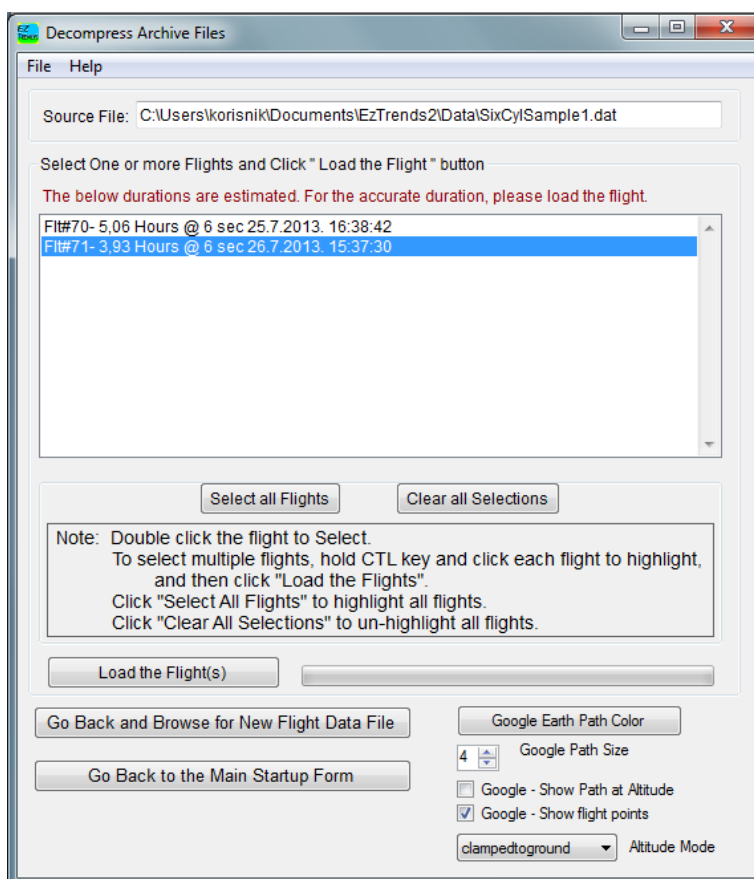 EZ
TRENDS
Decompress Archive Files
File Help
Source File: C:\Users\korisnik\Documents\EzTrends2\Data\SixCylSample1.dat
Select One or more Flights and Click " Load the Flight " button
The below durations are estimated. For the accurate duration, please load the flight.
Flt#70- 5,06 Hours @ 6 sec 25.7.2013. 16:38:42
Flt#71- 3,93 Hours @ 6 sec 26.7.2013. 15:37:30
Select all Flights Clear all Selections
Note: Double click the flight to Select.
To select multiple flights, hold CTL key and click each flight to highlight,
and then click "Load the Flights".
Click "Select All Flights" to highlight all flights.
Click "Clear All Selections" to un-highlight all flights.
Load the Flight(s)
Go Back and Browse for New Flight Data File
Go Back to the Main Startup Form
Google Earth Path Color
4 Google Path Size
Google - Show Path at Altitude
Google - Show flight points
clampedtoground Altitude Mode